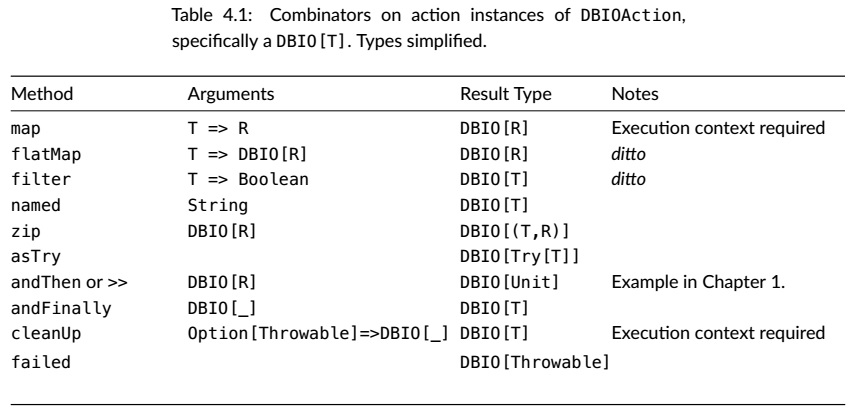 Table 4.1: Combinators on action instances of DBIOAction,
specifically a DBIO[T]. Types simplified.
Method Arguments Result Type Notes
map T => R DBIO[R] Execution context required
flatMap T => DBIO[R] DBIO[R] ditto
filter T => Boolean DBIO[T] ditto
named String DBIO[T]
zip DBIO[R] DBIO[(T,R)]
asTry DBIO[Try[T]]
andThen or >> DBIO[R] DBIO[Unit] Example in Chapter 1.
andFinally DBIO[_] DBIO[T]
cleanUp Option[Throwable]=>DBIO[_] DBIO[T] Execution context required
failed DBIO[Throwable]